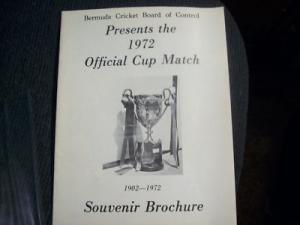 Bermuda Cricket Board of Control
Presents the
1972
Official Cup Match
1902—1972
Souvenir Brochure